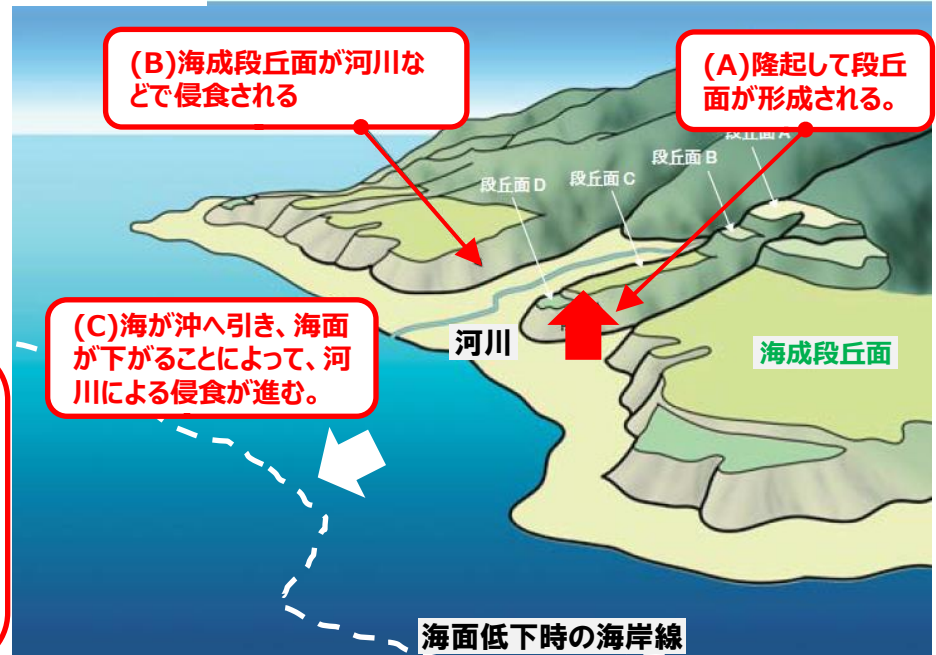 (B)海成段丘面が河川な
どで侵食される
(A)隆起して段丘
面が形成される。
段丘面A
段丘面B
段丘面C
段丘面D
(C)海が沖へ引き、海面
が下がることによって、河
川による侵食が進む。
河川
海成段丘面
海面低下時の海岸線